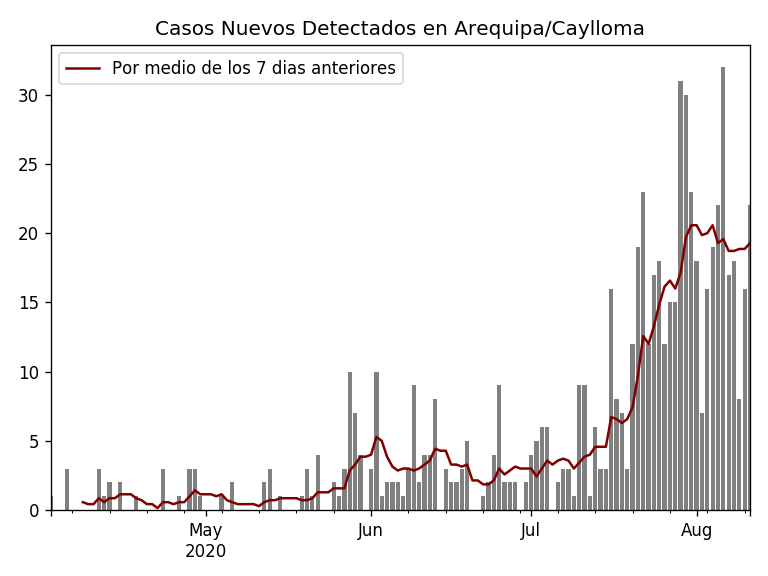 Casos Nuevos Detectados en Arequipa/Caylloma
Por medio de los 7 dias anteriores
30
25
20
15
10
5
0
May
2020
Jun
Jul
Aug